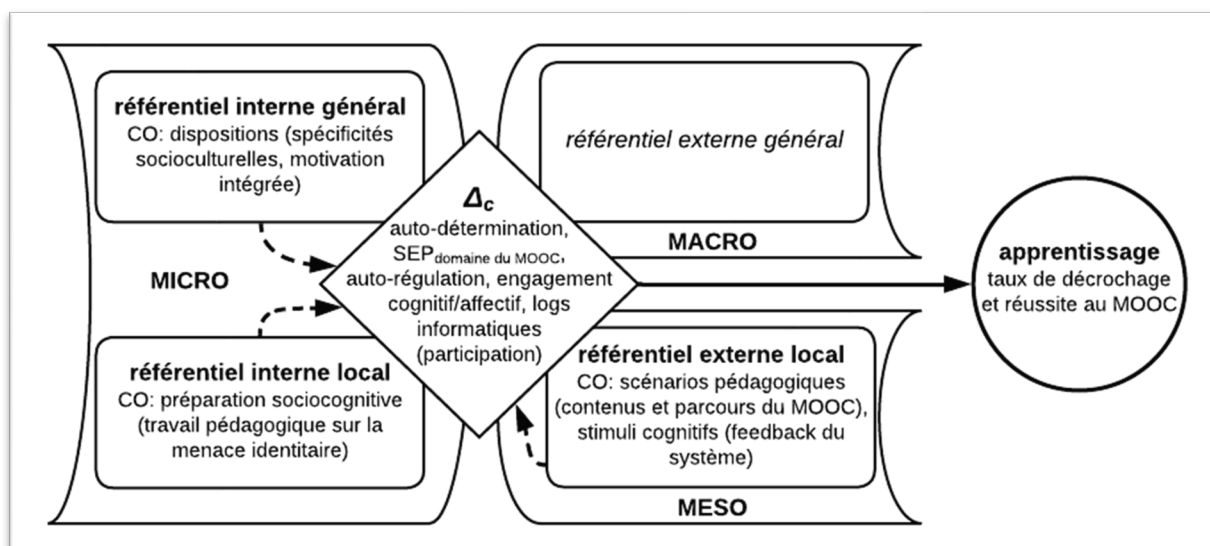 référentiel interne général
CO: dispositions (spécificités
socioculturelles, motivation
intégrée)
MICRO
référentiel interne local
CO: préparation sociocognitive
(travail pédagogique sur la
menace identitaire)
Δc
auto-détermination,
SEPdomaine du MOOC,
auto-régulation, engagement
cognitif/affectif, logs
informatiques
(participation)
référentiel externe général
MACRO
référentiel externe local
CO: scénarios pédagogiques
(contenus et parcours du MOOC),
stimuli cognitifs (feedback du
système)
MESO
apprentissage
taux de décrochage
et réussite au MOOC